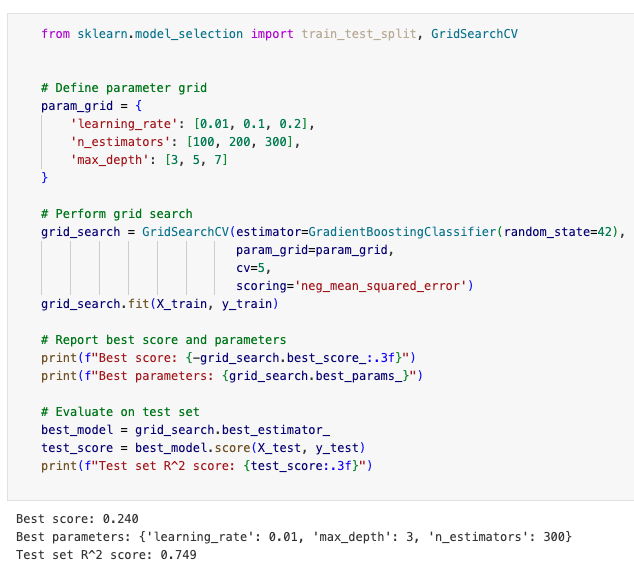 from sklearn.model_selection import train_test_split, GridSearchCV
# Define parameter grid
param_grid = {
    'learning_rate': [0.01, 0.1, 0.2],
    'n_estimators': [100, 200, 300],
    'max_depth': [3, 5, 7]
}
# Perform grid search
grid_search = GridSearchCV(estimator=GradientBoostingClassifier(random_state=42),
                           param_grid=param_grid,
                           cv=5,
                           scoring='neg_mean_squared_error')
grid_search.fit(X_train, y_train)
# Report best score and parameters
print(f"Best score: {-grid_search.best_score_:.3f}")
print(f"Best parameters: {grid_search.best_params_}")
# Evaluate on test set
best_model = grid_search.best_estimator_
test_score = best_model.score(X_test, y_test)
print(f"Test set R^2 score: {test_score:.3f}")
Best score: 0.240
Best parameters: {'learning_rate': 0.01, 'max_depth': 3, 'n_estimators': 300}
Test set R^2 score: 0.749